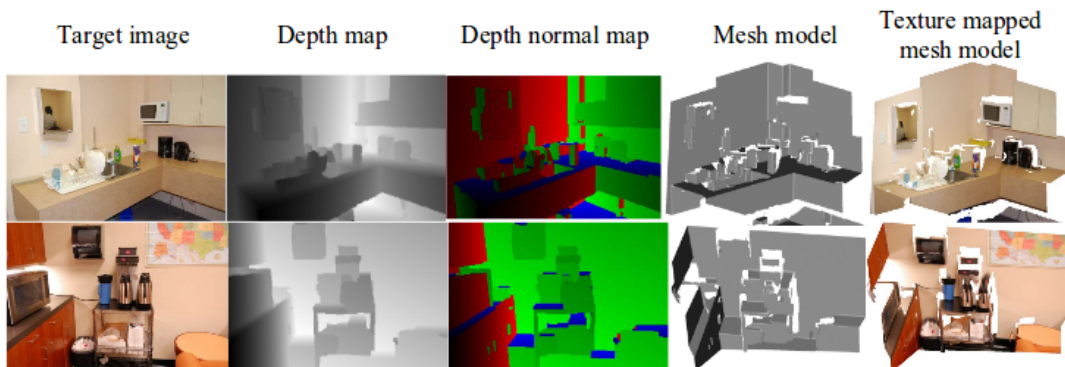 Target image
Depth map
Depth normal map
Mesh model
Texture mapped
mesh model